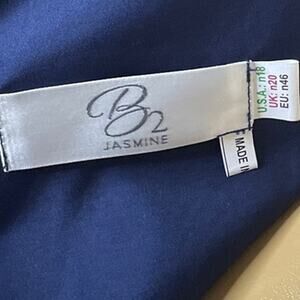 B2
JASMINE
U.S.A.: n18
UK: n20
EU: n46
MADE IN